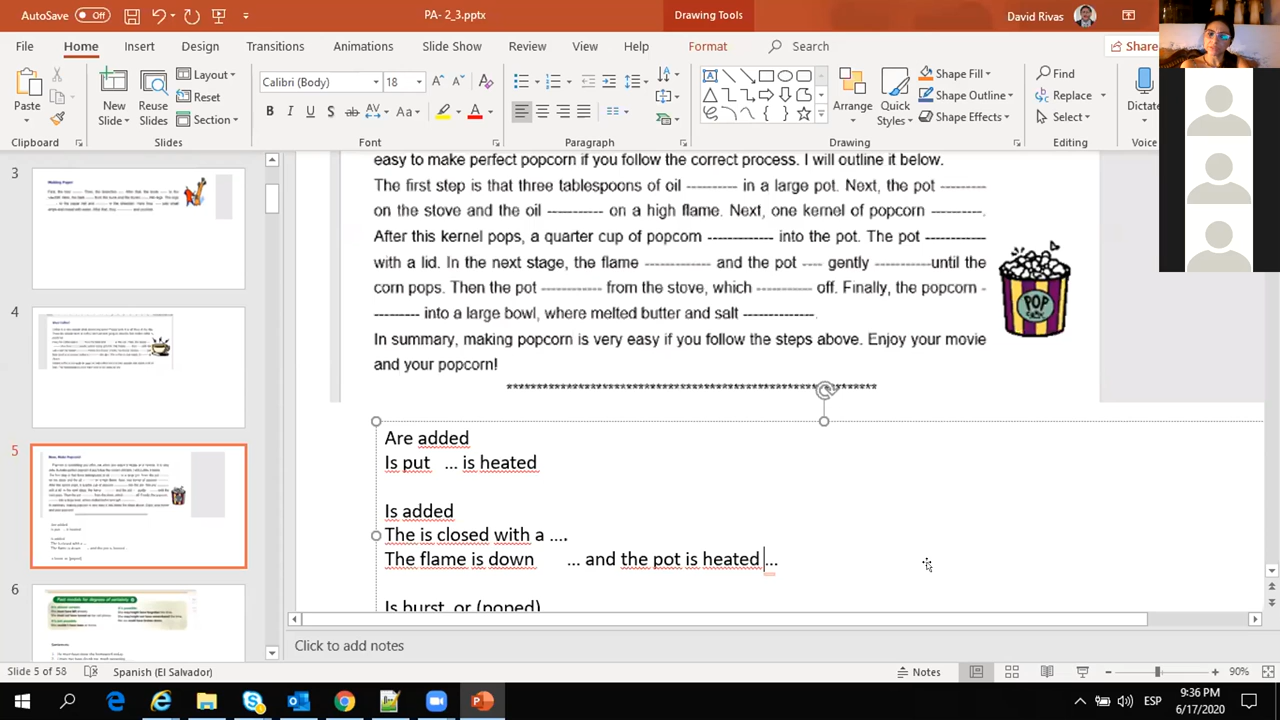 AutoSave Off
PA- 2_3.pptx
Drawing Tools
David Rivas
File Home Insert Design Transitions Animations Slide Show Review View Help Format Search Share
Paste
Clipboard
New Slide
Reuse Slides
Layout
Reset
Section
Slides
Calibri (Body) 18
Font
Paragraph
Arrange
Quick Styles
Shape Fill
Shape Outline
Shape Effects
Drawing
Find
Replace
Select
Editing
Dictate
Voice
3
4
5
6
easy to make perfect popcorn if you follow the correct process. I will outline it below.
The first step is that three tablespoons of oil --------- in a large pot. Next, the pot --------
on the stove and the oil ---------- on a high flame. Next, one kernel of popcorn ---------.
After this kernel pops, a quarter cup of popcorn ------------ into the pot. The pot -----------
with a lid. In the next stage, the flame ------------ and the pot ---- gently ----------until the
corn pops. Then the pot ----------- from the stove, which ---------- off. Finally, the popcorn -
--------- into a large bowl, where melted butter and salt --------------.
In summary, making popcorn is very easy if you follow the steps above. Enjoy your movie
and your popcorn!
POP
Are added
Is put … is heated
Is added
The is closed with a ….
The flame is down … and the pot is heated …
Is burst or (poped)
Click to add notes
Slide 5 of 58
Spanish (El Salvador)
Notes
90%
ESP
9:36 PM
6/17/2020